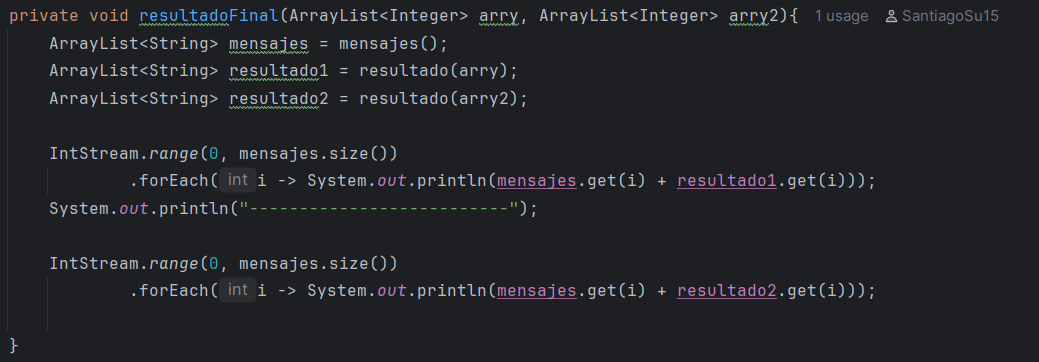 private void resultadoFinal(ArrayList<Integer> arry, ArrayList<Integer> arry2){ 1 usage SantiagoSu15
ArrayList<String> mensajes = mensajes();
ArrayList<String> resultado1 = resultado(arry);
ArrayList<String> resultado2 = resultado(arry2);
IntStream.range(0, mensajes.size())
.forEach( int i -> System.out.println(mensajes.get(i) + resultado1.get(i)));
System.out.println("--------------------------");
IntStream.range(0, mensajes.size())
.forEach( int i -> System.out.println(mensajes.get(i) + resultado2.get(i)));
}